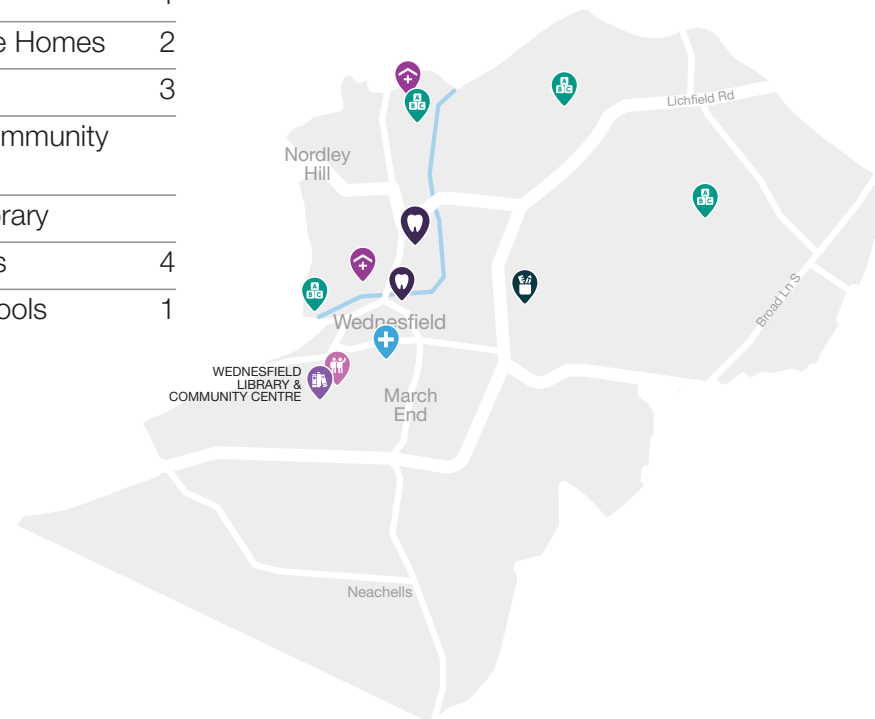 e Homes 2
3
mmunity
rary
s 4
ools 1
Lichfield Rd
Nordley
Hill
Broad Ln S
Wednesfield
WEDNESFIELD
LIBRARY &
COMMUNITY CENTRE
March
End
Neachells